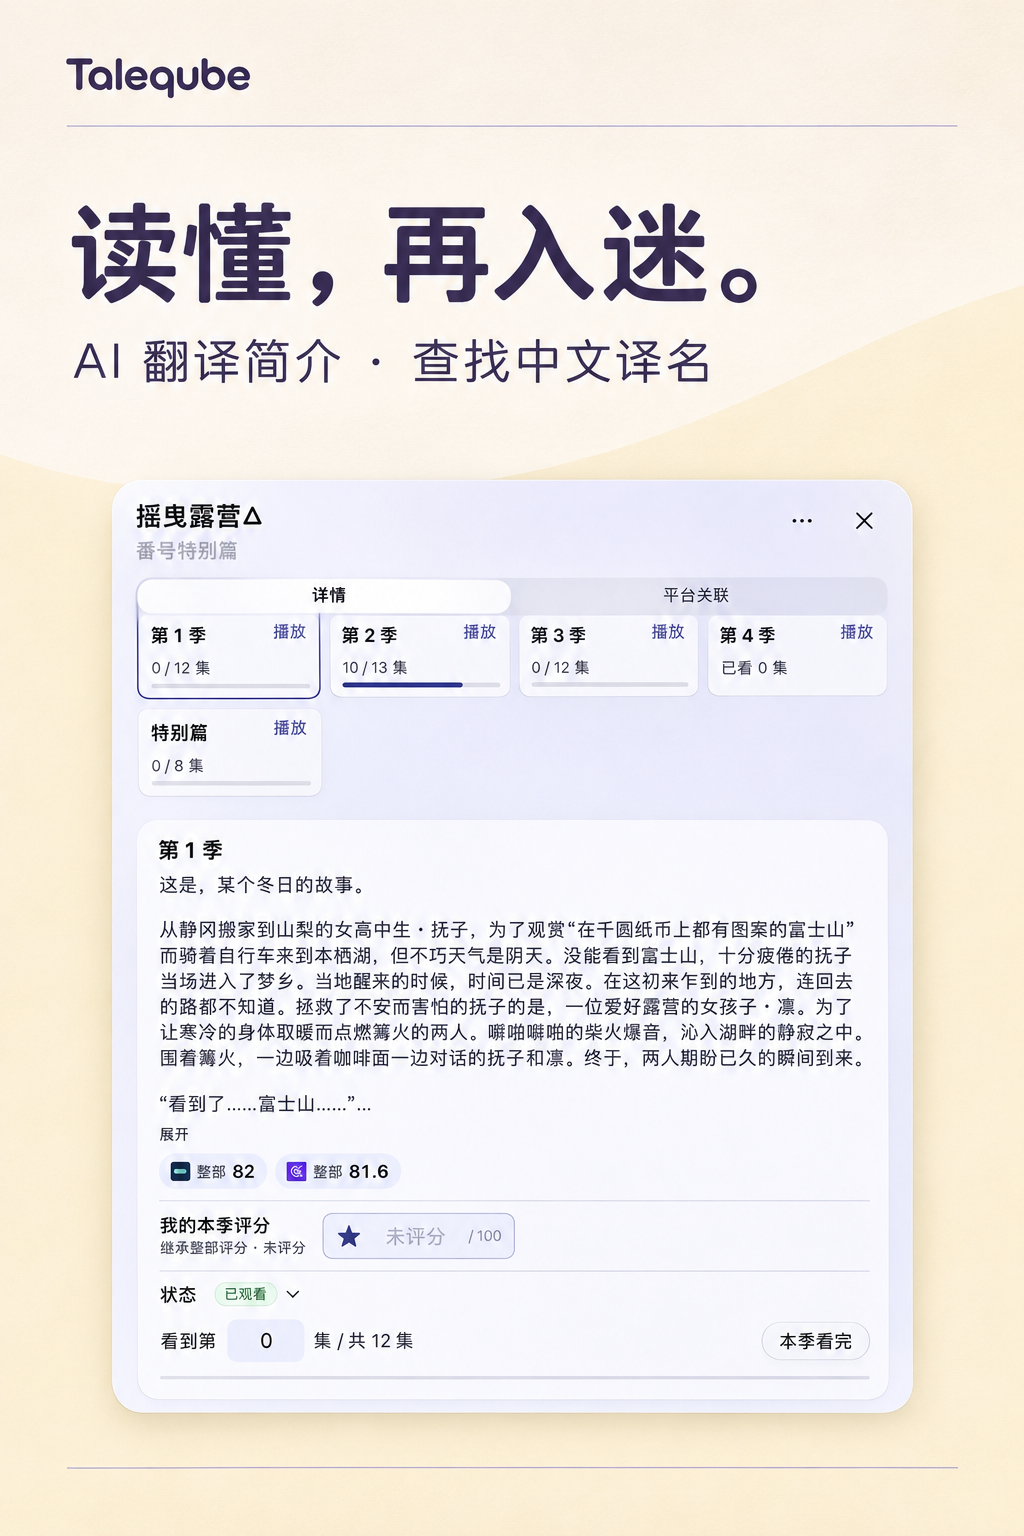 Taleqube
读懂，再入迷。
AI 翻译简介 · 查找中文译名
摇曳露营Δ
番号特别篇
详情
平台关联
第 1 季 播放
0 / 12 集
第 2 季 播放
10 / 13 集
第 3 季 播放
0 / 12 集
第 4 季 播放
已看 0 集
特别篇 播放
0 / 8 集
第 1 季
这是，某个冬日的故事。
从静冈搬家到山梨的女高中生・抚子，为了观赏“在千圆纸币上都有图案的富士山”
而骑着自行车来到本栖湖，但不巧天气是阴天。没能看到富士山，十分疲倦的抚子
当场进入了梦乡。当地醒来的时候，时间已是深夜。在这初来乍到的地方，连回去
的路都不知道。拯救了不安而害怕的抚子的是，一位爱好露营的女孩子・凛。为了
让寒冷的身体取暖而点燃篝火的两人。噼啪噼啪的柴火爆音，沁入湖畔的静寂之中。
围着篝火，一边吸着咖啡面一边对话的抚子和凛。终于，两人期盼已久的瞬间到来。
“看到了……富士山……”…
展开
整部 82
整部 81.6
我的本季评分
继承整部评分 · 未评分
未评分 / 100
状态 已观看
看到第 0 集 / 共 12 集
本季看完